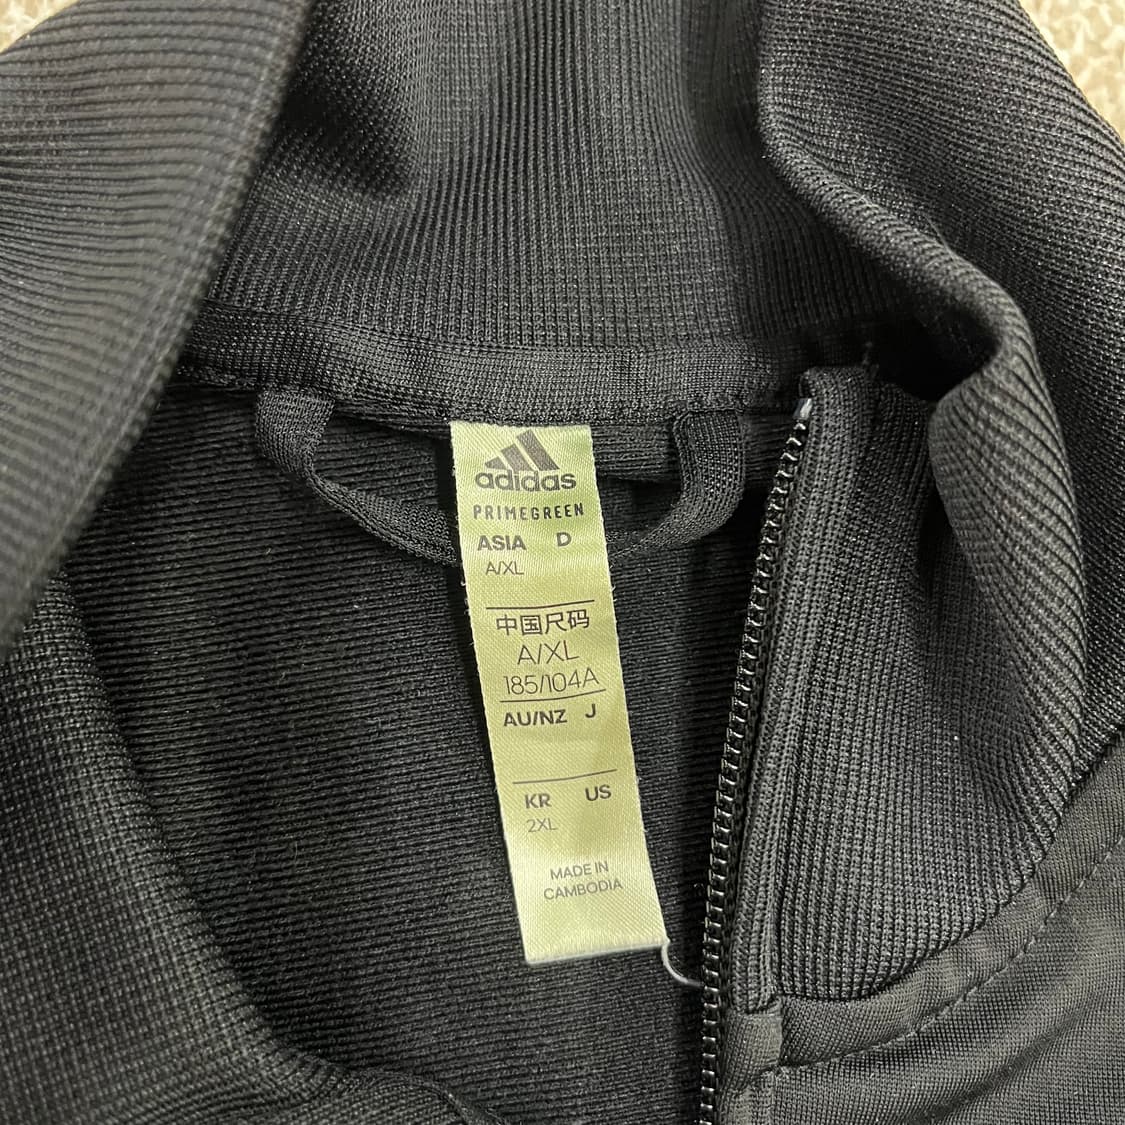 adidas
PRIMEGREEN
ASIA D
A/XL
中国尺码
A/XL
185/104A
AU/NZ J
KR US
2XL
MADE IN
CAMBODIA